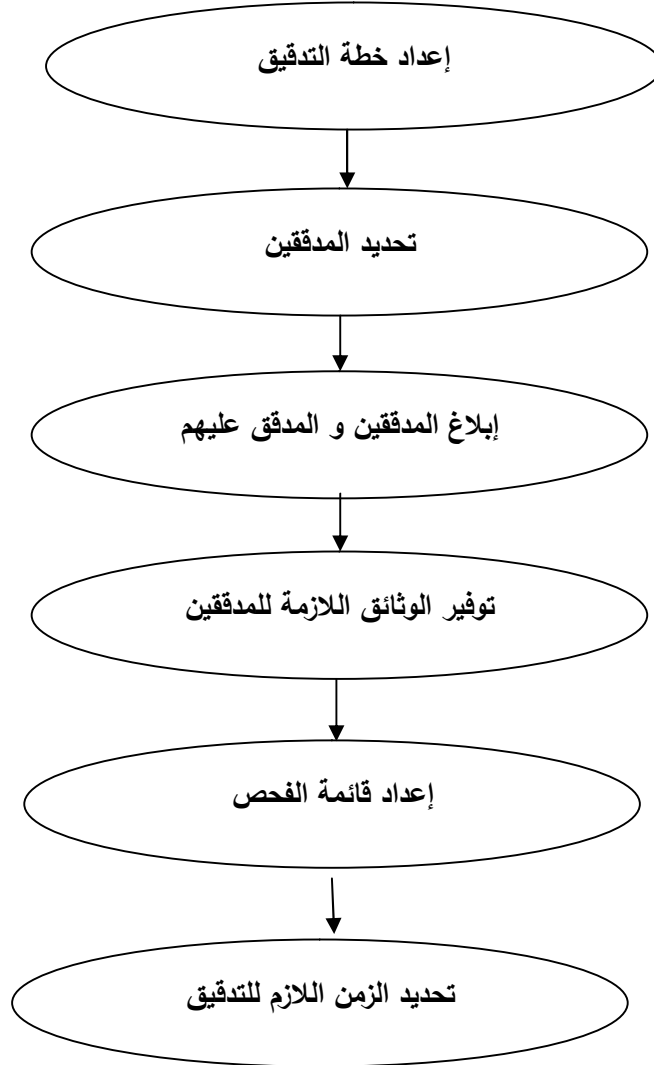 إعداد خطة التدقيق
تحديد المدققين
إبلاغ المدققين و المدقق عليهم
توفير الوثائق اللازمة للمدققين
إعداد قائمة الفحص
تحديد الزمن اللازم للتدقيق